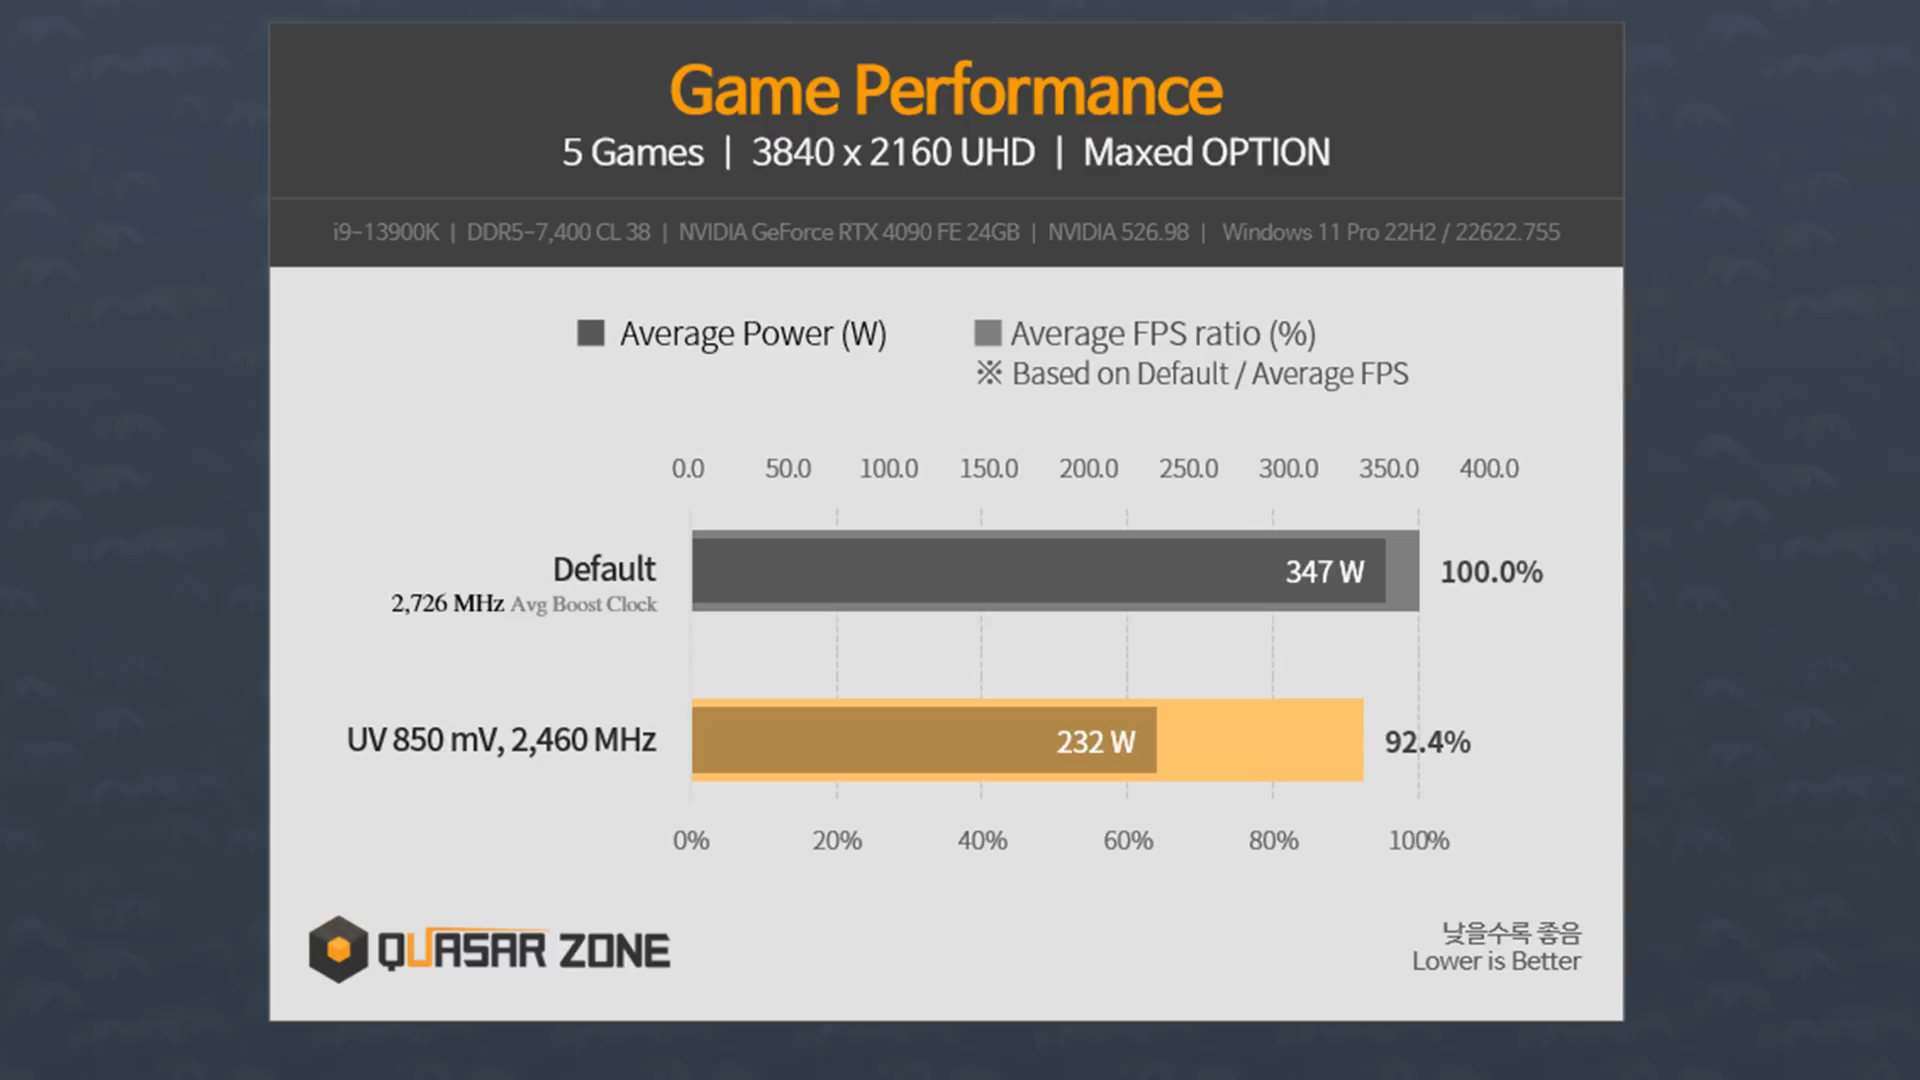 Game Performance
5 Games | 3840 x 2160 UHD | Maxed OPTION
i9-13900K | DDR5-7,400 CL 38 | NVIDIA GeForce RTX 4090 FE 24GB | NVIDIA 526.98 | Windows 11 Pro 22H2 / 22622.755
Average Power (W)
Average FPS ratio (%)
※ Based on Default / Average FPS
0.0 50.0 100.0 150.0 200.0 250.0 300.0 350.0 400.0
Default 347 W 100.0%
2,726 MHz Avg Boost Clock
UV 850 mV, 2,460 MHz 232 W 92.4%
0% 20% 40% 60% 80% 100%
QUASAR ZONE
낮을수록 좋음
Lower is Better